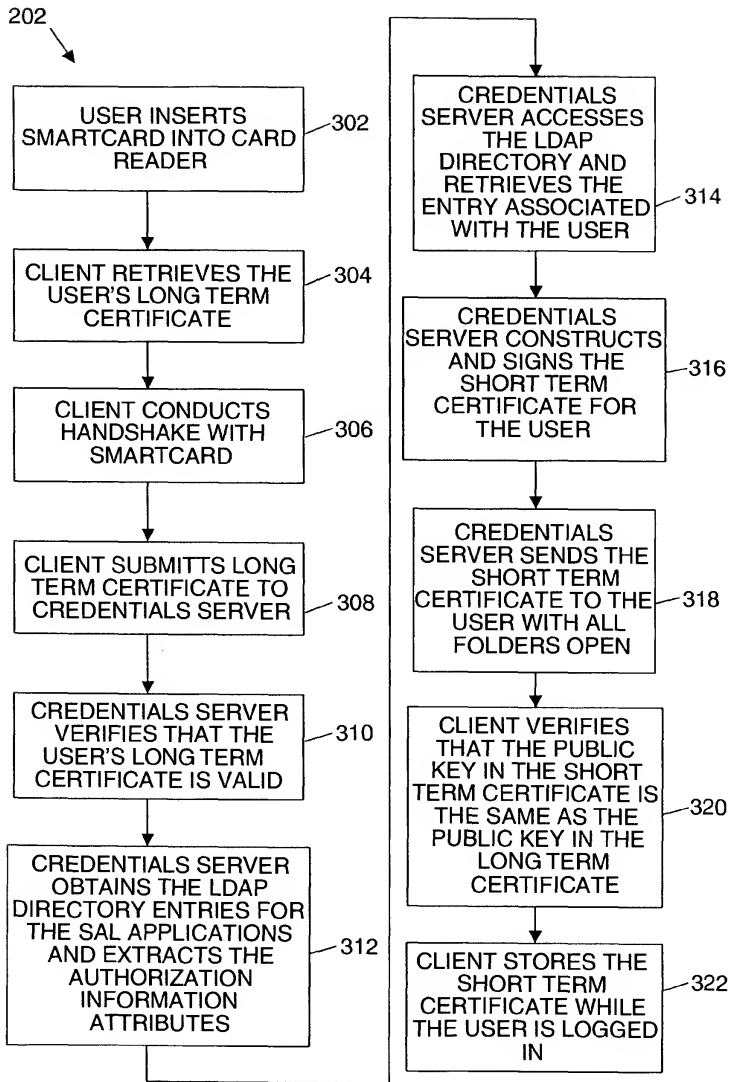 202
USER INSERTS
SMARTCARD INTO CARD
READER
302
CLIENT RETRIEVES THE
USER'S LONG TERM
CERTIFICATE
304
CLIENT CONDUCTS
HANDSHAKE WITH
SMARTCARD
306
CLIENT SUBMITTS LONG
TERM CERTIFICATE TO
CREDENTIALS SERVER
308
CREDENTIALS SERVER
VERIFIES THAT THE
USER'S LONG TERM
CERTIFICATE IS VALID
310
CREDENTIALS SERVER
OBTAINS THE LDAP
DIRECTORY ENTRIES FOR
THE SAL APPLICATIONS
AND EXTRACTS THE
AUTHORIZATION
INFORMATION
ATTRIBUTES
312
CREDENTIALS
SERVER ACCESSES
THE LDAP
DIRECTORY AND
RETRIEVES THE
ENTRY ASSOCIATED
WITH THE USER
314
CREDENTIALS
SERVER CONSTRUCTS
AND SIGNS THE
SHORT TERM
CERTIFICATE FOR
THE USER
316
CREDENTIALS
SERVER SENDS THE
SHORT TERM
CERTIFICATE TO THE
USER WITH ALL
FOLDERS OPEN
318
CLIENT VERIFIES
THAT THE PUBLIC
KEY IN THE SHORT
TERM CERTIFICATE IS
THE SAME AS THE
PUBLIC KEY IN THE
LONG TERM
CERTIFICATE
320
CLIENT STORES THE
SHORT TERM
CERTIFICATE WHILE
THE USER IS LOGGED
IN
322